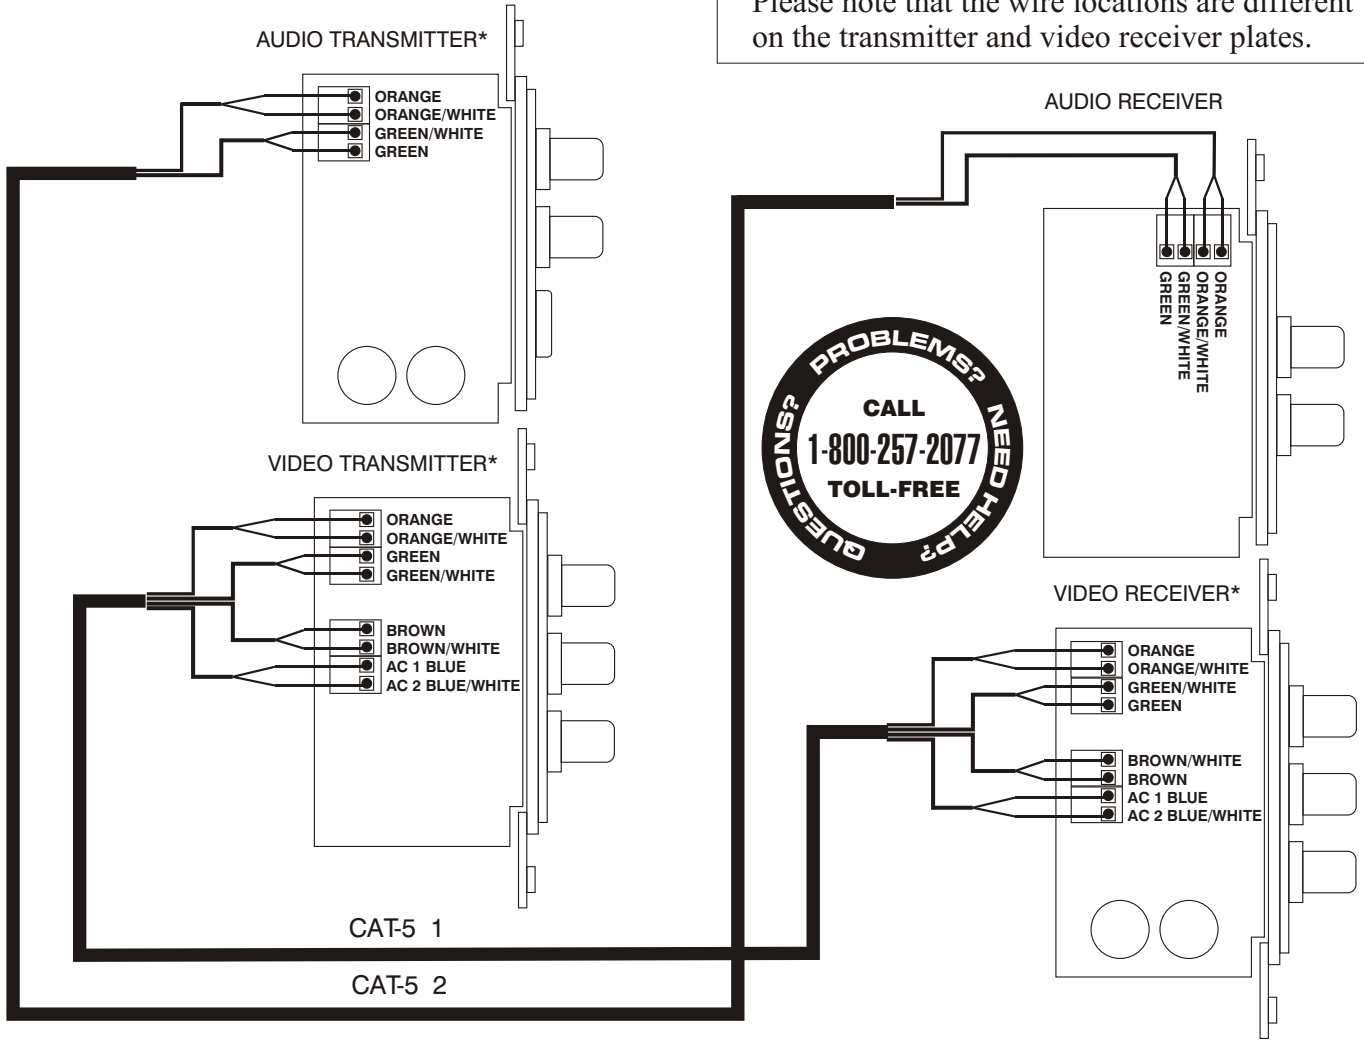 Please note that the wire locations are different
on the transmitter and video receiver plates.
AUDIO TRANSMITTER*
ORANGE
ORANGE/WHITE
GREEN/WHITE
GREEN
AUDIO RECEIVER
GREEN
GREEN/WHITE
ORANGE/WHITE
ORANGE
QUESTIONS? PROBLEMS? NEED HELP?
CALL
1-800-257-2077
TOLL-FREE
VIDEO TRANSMITTER*
ORANGE
ORANGE/WHITE
GREEN
GREEN/WHITE
BROWN
BROWN/WHITE
AC 1 BLUE
AC 2 BLUE/WHITE
VIDEO RECEIVER*
ORANGE
ORANGE/WHITE
GREEN/WHITE
GREEN
BROWN/WHITE
BROWN
AC 1 BLUE
AC 2 BLUE/WHITE
CAT-5 1
CAT-5 2